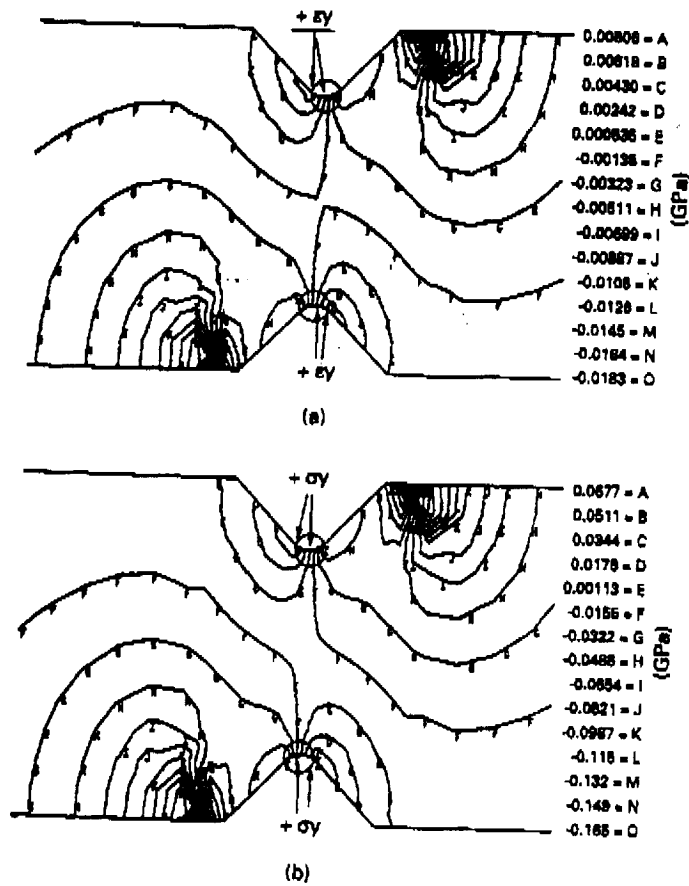 + εy
0.00806 = A
0.00618 = B
0.00430 = C
0.00242 = D
0.000535 = E
-0.00135 = F
-0.00323 = G
-0.00511 = H
-0.00699 = I
-0.00887 = J
-0.0108 = K
-0.0126 = L
-0.0145 = M
-0.0164 = N
-0.0183 = O
(GPa)
+ εy
(a)
+ σy
0.0677 = A
0.0511 = B
0.0344 = C
0.0178 = D
0.00113 = E
-0.0155 = F
-0.0322 = G
-0.0488 = H
-0.0654 = I
-0.0821 = J
-0.0987 = K
-0.115 = L
-0.132 = M
-0.149 = N
-0.165 = O
(GPa)
+ σy
(b)